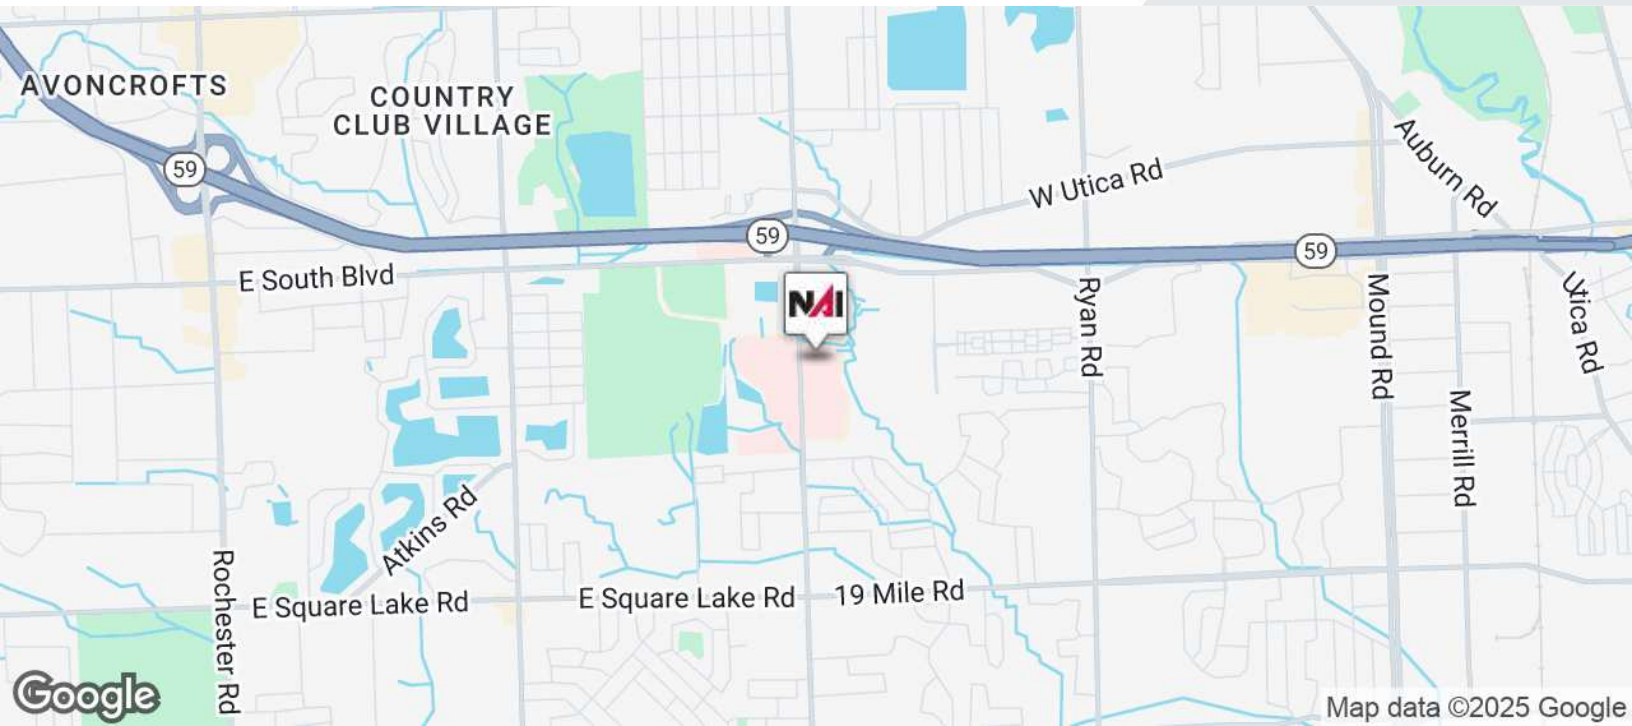 AVONCROFTS
COUNTRY
CLUB VILLAGE
59
59
59
W Utica Rd
Auburn Rd
E South Blvd
NAI
Ryan Rd
Mound Rd
Utica Rd
Merrill Rd
Atkins Rd
Rochester Rd
E Square Lake Rd
E Square Lake Rd
19 Mile Rd
Google
Map data ©2025 Google